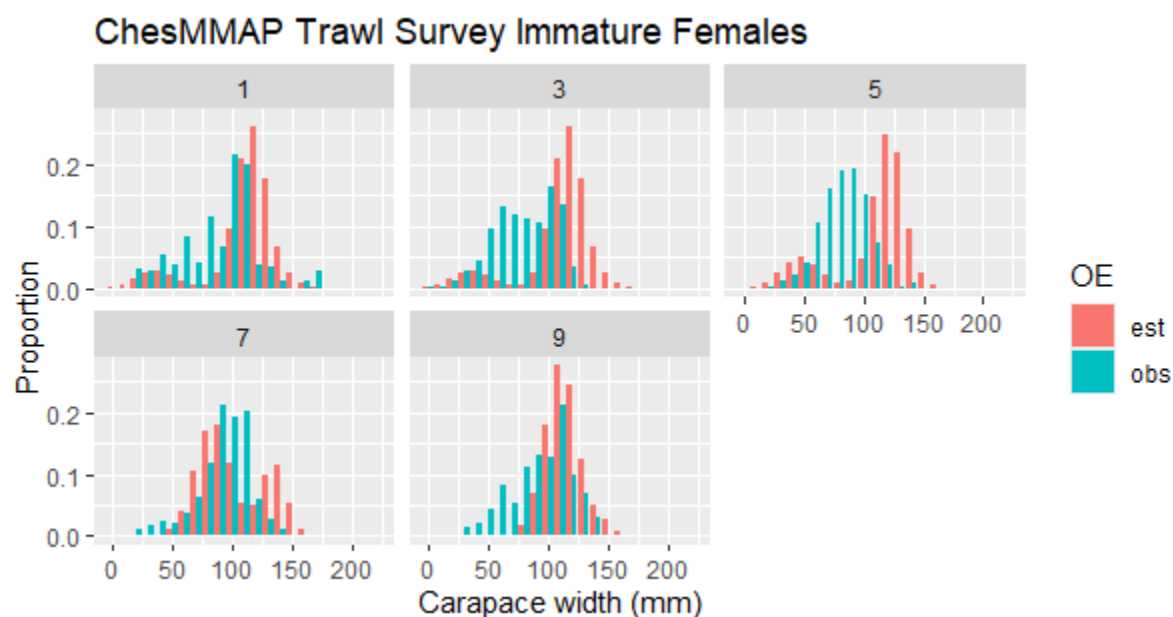 ChesMMAP Trawl Survey Immature Females
1 3 5
0.2
0.1
0.0
0 50 100 150 200
7 9
0.2
0.1
0.0
0 50 100 150 200 0 50 100 150 200
Proportion
Carapace width (mm)
OE
est
obs